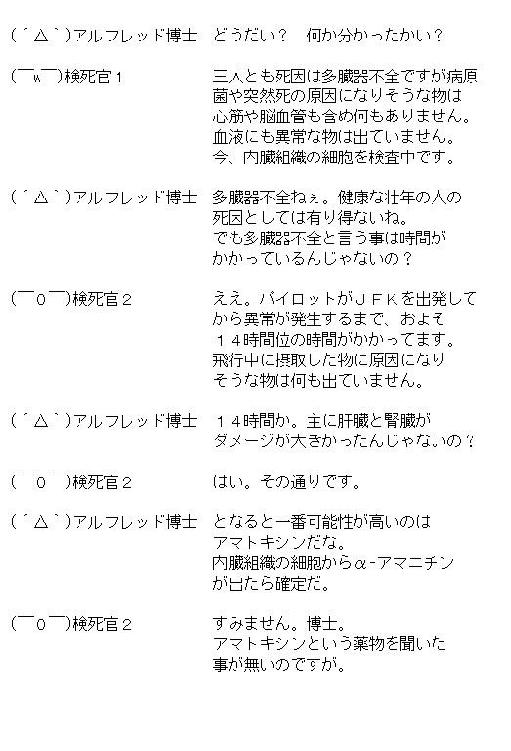 (´△｀)アルフレッド博士　どうだい？　何か分かったかい？
(￣ｗ￣)検死官１　三人とも死因は多臓器不全ですが病原
菌や突然死の原因になりそうな物は
心筋や脳血管も含め何もありません。
血液にも異常な物は出ていません。
今、内臓組織の細胞を検査中です。
(´△｀)アルフレッド博士　多臓器不全ねぇ。健康な壮年の人の
死因としては有り得ないね。
でも多臓器不全と言う事は時間が
かかっているんじゃないの？
(￣０￣)検死官２　ええ。パイロットがＪＦＫを出発して
から異常が発生するまで、およそ
１４時間位の時間がかかってます。
飛行中に摂取した物に原因になり
そうな物は何も出ていません。
(´△｀)アルフレッド博士　１４時間か。主に肝臓と腎臓が
ダメージが大きかったんじゃないの？
(　０　)検死官２　はい。その通りです。
(´△｀)アルフレッド博士　となると一番可能性が高いのは
アマトキシンだな。
内臓組織の細胞からα-アマニチン
が出たら確定だ。
(￣０￣)検死官２　すみません。博士。
アマトキシンという薬物を聞いた
事が無いのですが。